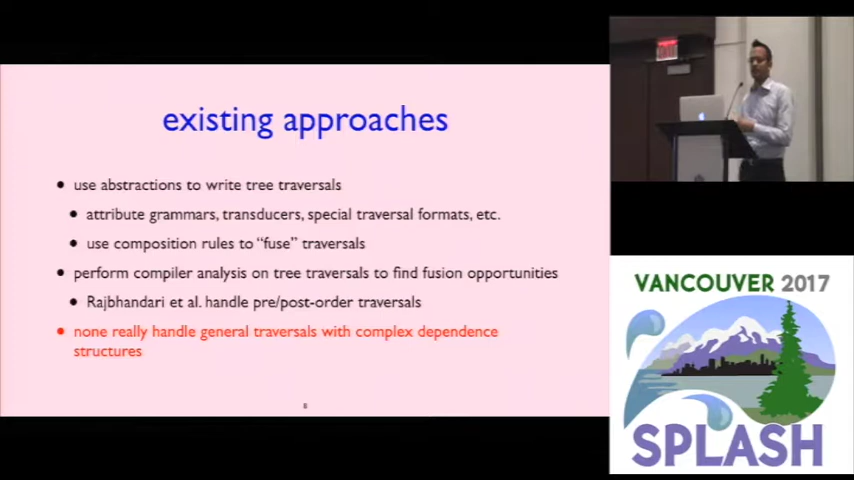 existing approaches
• use abstractions to write tree traversals
• attribute grammars, transducers, special traversal formats, etc.
• use composition rules to "fuse" traversals
• perform compiler analysis on tree traversals to find fusion opportunities
• Rajbhandari et al. handle pre/post-order traversals
• none really handle general traversals with complex dependence
structures
8
VANCOUVER 2017
SPLASH